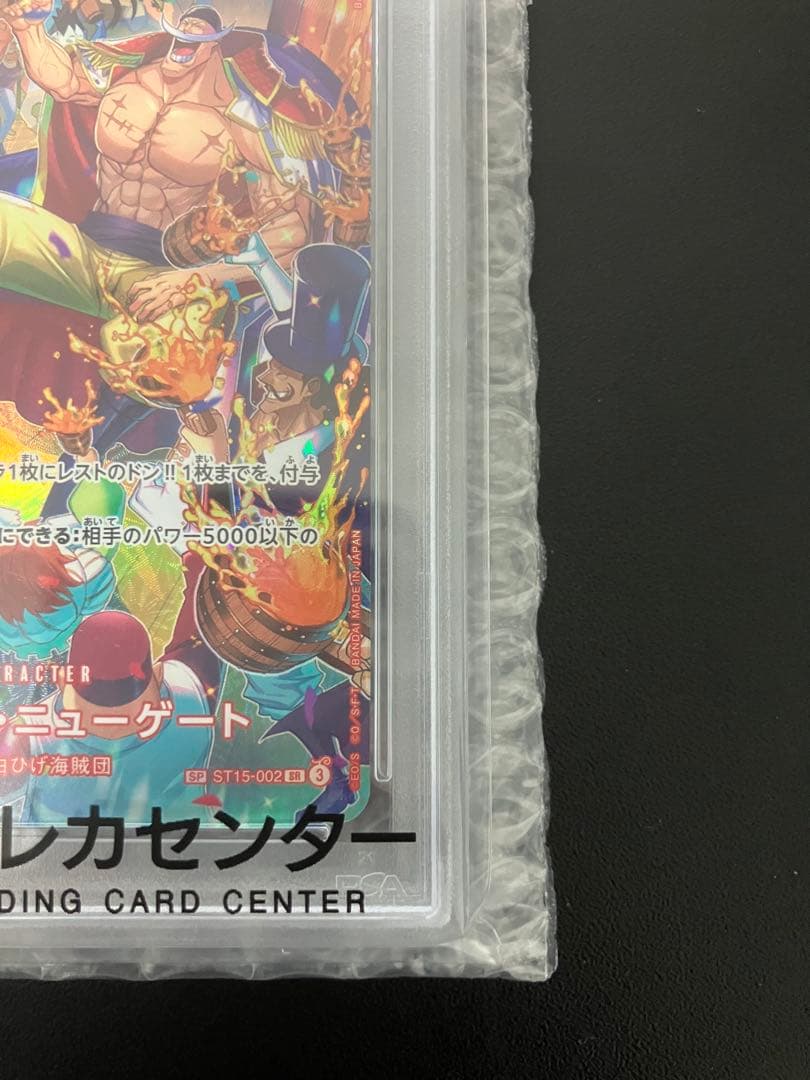 ラ1枚にレストのドン!!1枚までを、付与
にできる:相手のパワー5000以下の
RACTER
・ニューゲート
白ひげ海賊団
SP ST15-002 SR 3
©EO'S ©O/S・F・T BANDAI MADE IN JAPAN
レカセンター
DING CARD CENTER
PSA